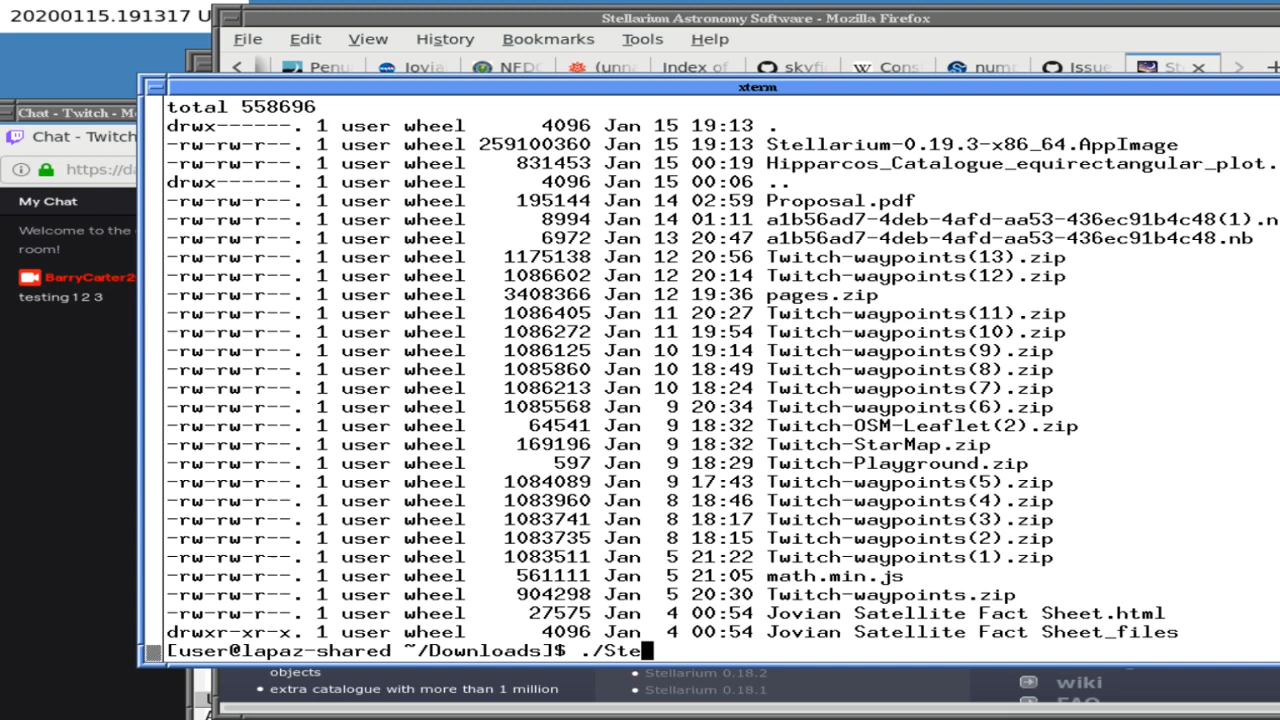 20200115.191317 U
Stellarium Astronomy Software - Mozilla Firefox
File Edit View History Bookmarks Tools Help
Penu Jovia NFDC (unna Index of skyfi Cons num Issue St
xterm
Chat - Twitch - M
Chat - Twitch
https://da
My Chat
Welcome to the
room!
BarryCarter2
testing 1 2 3
total 558696
drwx------. 1 user wheel 4096 Jan 15 19:13 .
-rw-rw-r--. 1 user wheel 259100360 Jan 15 19:13 Stellarium-0.19.3-x86_64.AppImage
-rw-rw-r--. 1 user wheel 831453 Jan 15 00:19 Hipparcos_Catalogue_equirectangular_plot.
drwx------. 1 user wheel 4096 Jan 15 00:06 ..
-rw-rw-r--. 1 user wheel 195144 Jan 14 02:59 Proposal.pdf
-rw-rw-r--. 1 user wheel 8994 Jan 14 01:11 a1b56ad7-4deb-4afd-aa53-436ec91b4c48(1).n
-rw-rw-r--. 1 user wheel 6972 Jan 13 20:47 a1b56ad7-4deb-4afd-aa53-436ec91b4c48.nb
-rw-rw-r--. 1 user wheel 1175138 Jan 12 20:56 Twitch-waypoints(13).zip
-rw-rw-r--. 1 user wheel 1086602 Jan 12 20:14 Twitch-waypoints(12).zip
-rw-rw-r--. 1 user wheel 3408366 Jan 12 19:36 pages.zip
-rw-rw-r--. 1 user wheel 1086405 Jan 11 20:27 Twitch-waypoints(11).zip
-rw-rw-r--. 1 user wheel 1086272 Jan 11 19:54 Twitch-waypoints(10).zip
-rw-rw-r--. 1 user wheel 1086125 Jan 10 19:14 Twitch-waypoints(9).zip
-rw-rw-r--. 1 user wheel 1085860 Jan 10 18:49 Twitch-waypoints(8).zip
-rw-rw-r--. 1 user wheel 1086213 Jan 10 18:24 Twitch-waypoints(7).zip
-rw-rw-r--. 1 user wheel 1085568 Jan 9 20:34 Twitch-waypoints(6).zip
-rw-rw-r--. 1 user wheel 64541 Jan 9 18:32 Twitch-OSM-Leaflet(2).zip
-rw-rw-r--. 1 user wheel 169196 Jan 9 18:32 Twitch-StarMap.zip
-rw-rw-r--. 1 user wheel 597 Jan 9 18:29 Twitch-Playground.zip
-rw-rw-r--. 1 user wheel 1084089 Jan 9 17:43 Twitch-waypoints(5).zip
-rw-rw-r--. 1 user wheel 1083960 Jan 8 18:46 Twitch-waypoints(4).zip
-rw-rw-r--. 1 user wheel 1083741 Jan 8 18:17 Twitch-waypoints(3).zip
-rw-rw-r--. 1 user wheel 1083735 Jan 8 18:15 Twitch-waypoints(2).zip
-rw-rw-r--. 1 user wheel 1083511 Jan 5 21:22 Twitch-waypoints(1).zip
-rw-rw-r--. 1 user wheel 561111 Jan 5 21:05 math.min.js
-rw-rw-r--. 1 user wheel 904298 Jan 5 20:30 Twitch-waypoints.zip
-rw-rw-r--. 1 user wheel 27575 Jan 4 00:54 Jovian Satellite Fact Sheet.html
drwxr-xr-x. 1 user wheel 4096 Jan 4 00:54 Jovian Satellite Fact Sheet_files
[user@lapaz-shared ~/Downloads]$ ./Ste
objects
• extra catalogue with more than 1 million
• Stellarium 0.18.2
• Stellarium 0.18.1
wiki